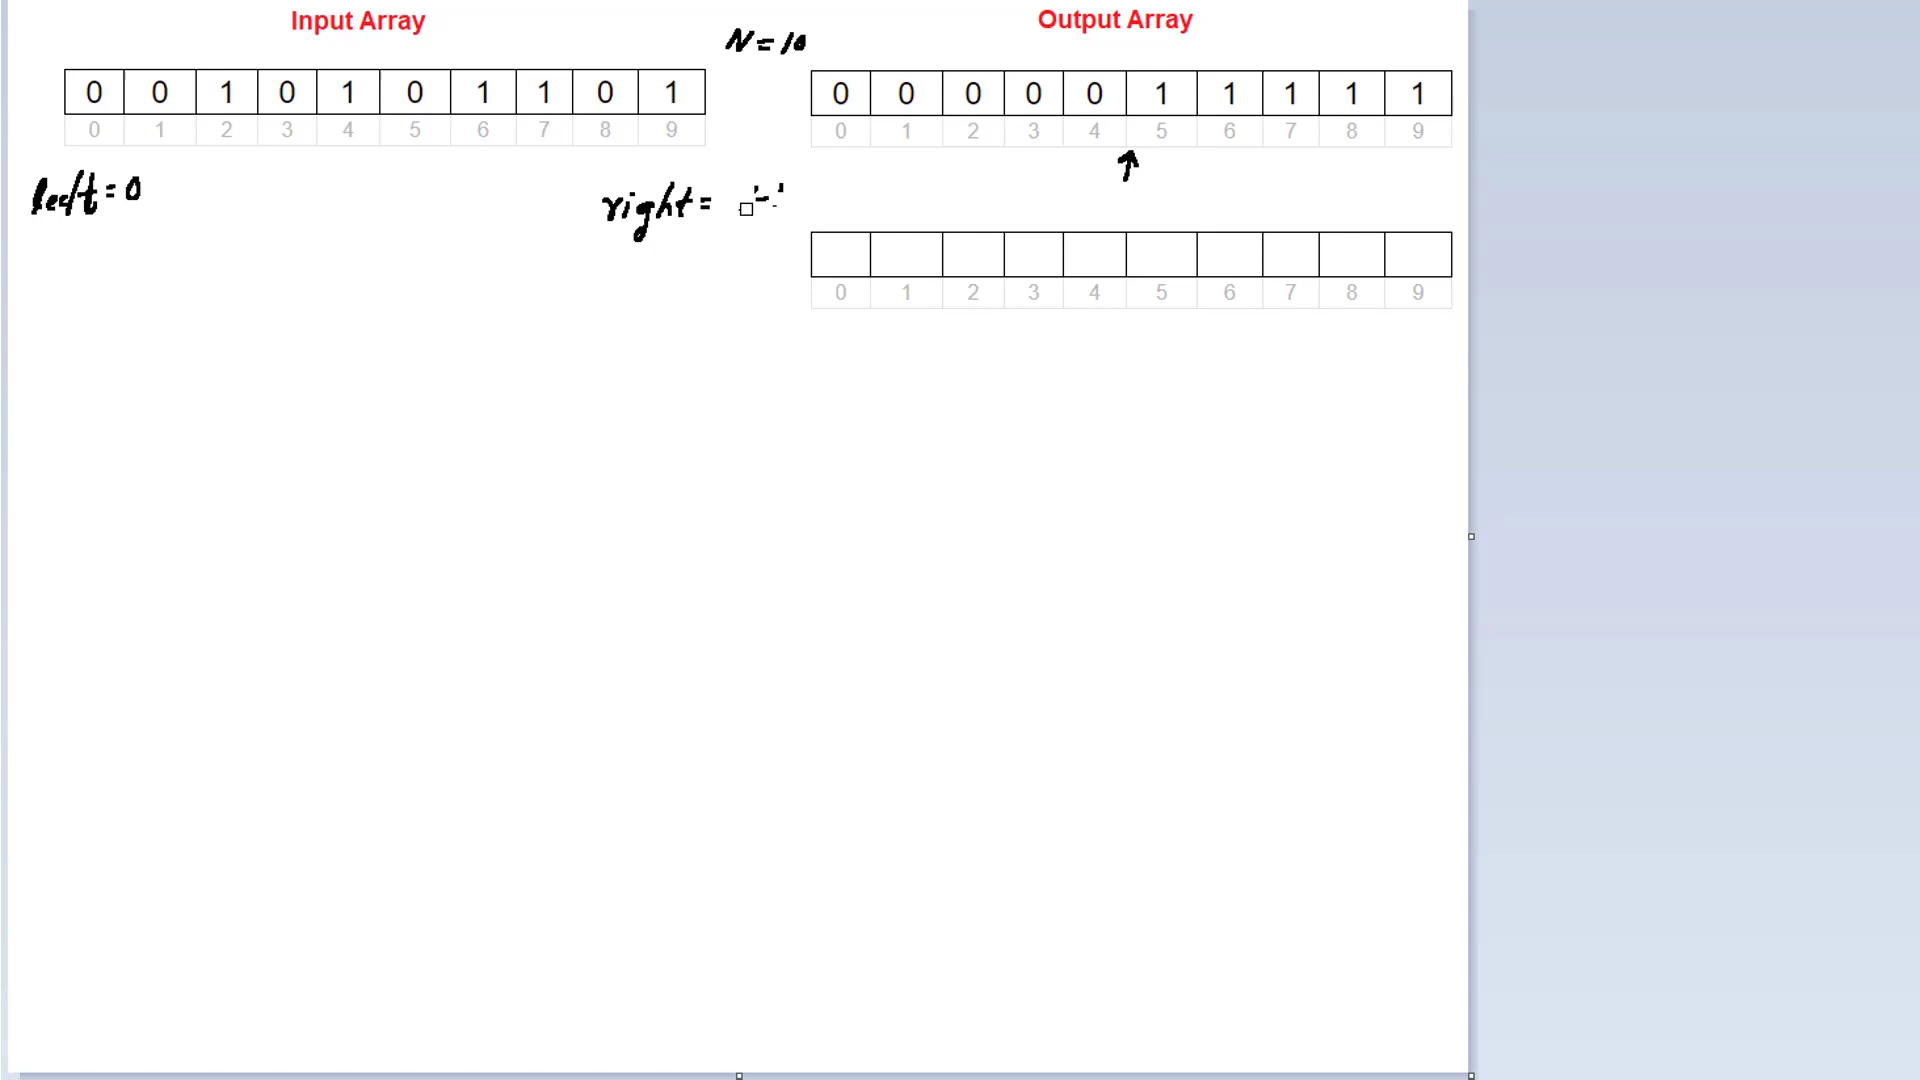 Input Array
Output Array
N=10
0 0 1 0 1 0 1 1 0 1
0 1 2 3 4 5 6 7 8 9
0 0 0 0 0 1 1 1 1 1
0 1 2 3 4 5 6 7 8 9
left=0
right=
0 1 2 3 4 5 6 7 8 9